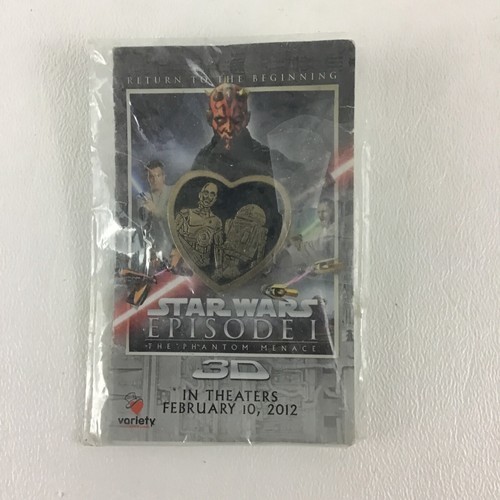 RETURN TO THE BEGINNING
STAR WARS
EPISODE I
THE PHANTOM MENACE
3D
IN THEATERS
FEBRUARY 10, 2012
variety